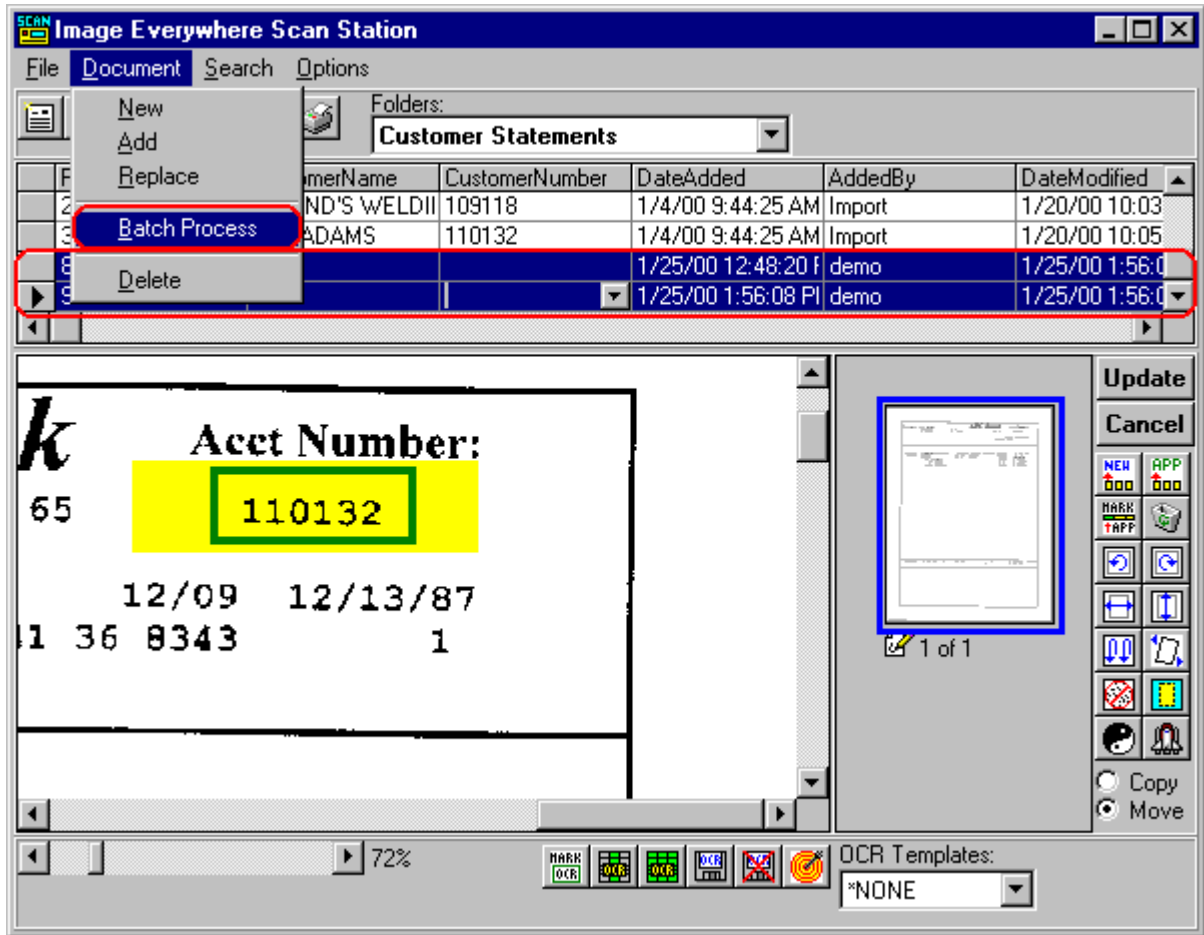 SCAN Image Everywhere Scan Station
File Document Search Options
New
Add
Replace
Batch Process
Delete
Folders:
Customer Statements
CustomerNumber DateAdded AddedBy DateModified
109118 1/4/00 9:44:25 AM Import 1/20/00 10:03
ADAMS 110132 1/4/00 9:44:25 AM Import 1/20/00 10:05
1/25/00 12:48:20 demo 1/25/00 1:56:0
1/25/00 1:56:08 demo 1/25/00 1:56:0
k Acct Number:
65 110132
12/09 12/13/87
36 8343 1
1 of 1
Update
Cancel
NEW APP
MARK APP
Copy
Move
72%
MARK OCR OCR OCR OCR OCR
OCR Templates:
*NONE